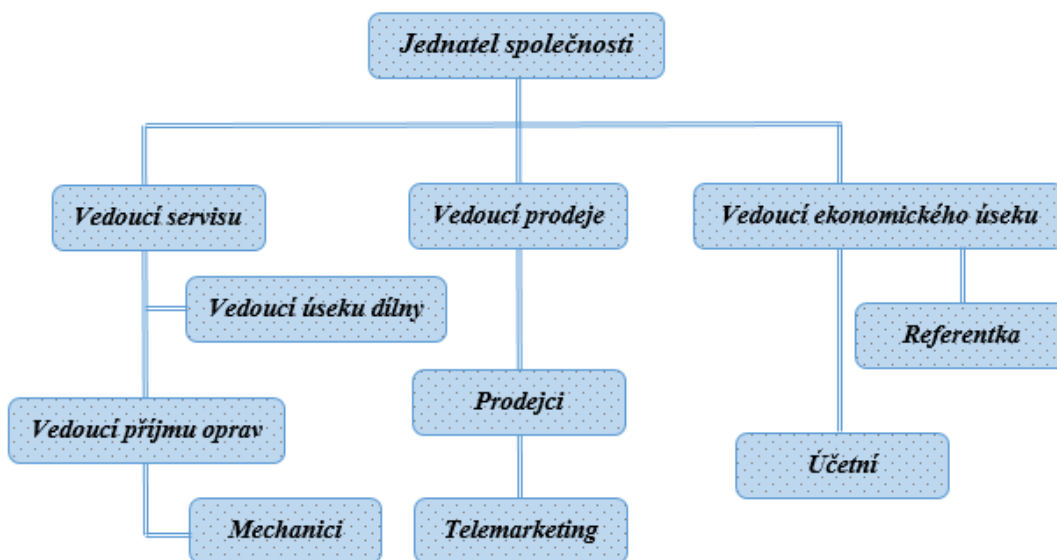 Jednatel společnosti
Vedoucí servisu
Vedoucí prodeje
Vedoucí ekonomického úseku
Vedoucí úseku dílny
Referentka
Prodejci
Vedoucí příjmu oprav
Účetní
Mechanici
Telemarketing